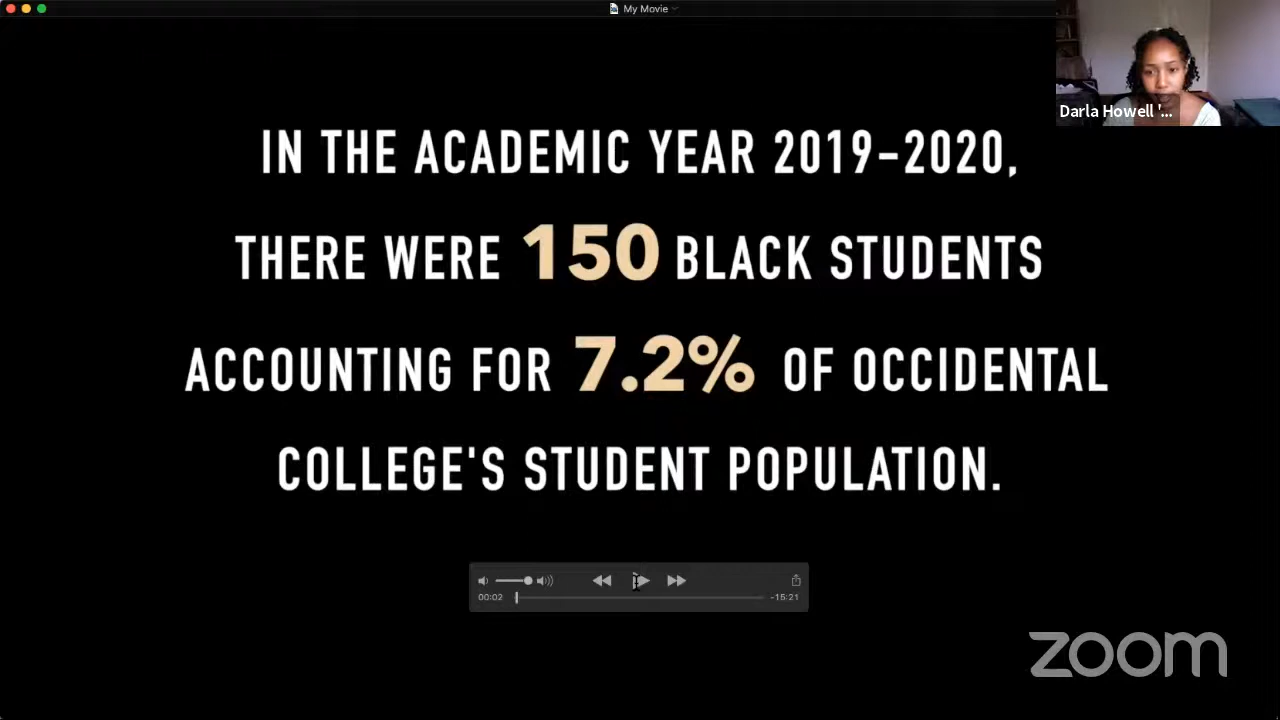 My Movie
Darla Howell '...
IN THE ACADEMIC YEAR 2019-2020,
THERE WERE 150 BLACK STUDENTS
ACCOUNTING FOR 7.2% OF OCCIDENTAL
COLLEGE'S STUDENT POPULATION.
00:02
-15:21
zoom